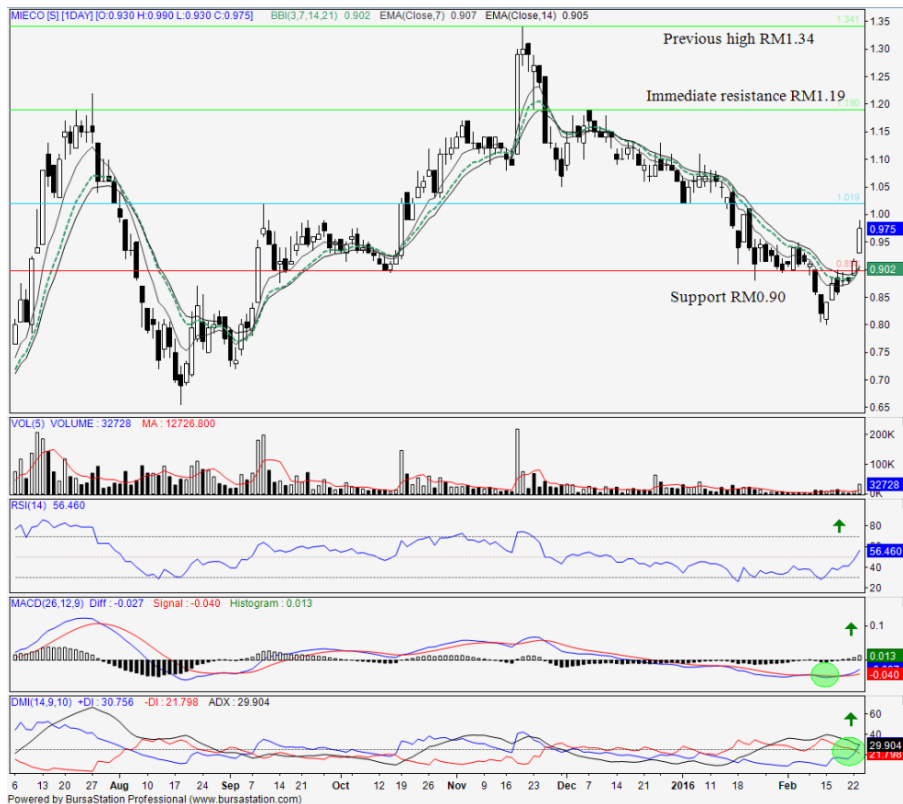 MIECO [S] [1DAY] [O:0.930 H:0.990 L:0.930 C:0.975] BBI(3,7,14,21) 0.902 EMA(Close,7) 0.907 EMA(Close,14) 0.905
1.341
1.35
Previous high RM1.34
1.30
1.25
Immediate resistance RM1.19
1.190
1.20
1.15
1.10
1.05
1.019
1.00
0.975
0.95
0.902
Support RM0.90
0.85
0.80
0.75
0.70
0.65
VOL(5) VOLUME : 32728 MA : 12726.800
200K
100K
32728
0K
RSI(14) 56.460
80
56.460
40
20
MACD(26,12,9) Diff : -0.027 Signal : -0.040 Histogram : 0.013
0.1
0.013
-0.040
DMI(14,9,10) +DI : 30.756 -DI : 21.798 ADX : 29.904
60
29.904
21.798
6 13 20 27 Aug 10 17 24 Sep 7 14 21 Oct 12 19 26 Nov 9 16 23 Dec 7 14 21 2016 11 18 Feb 15 22
Powered by BursaStation Professional (www.bursastation.com)